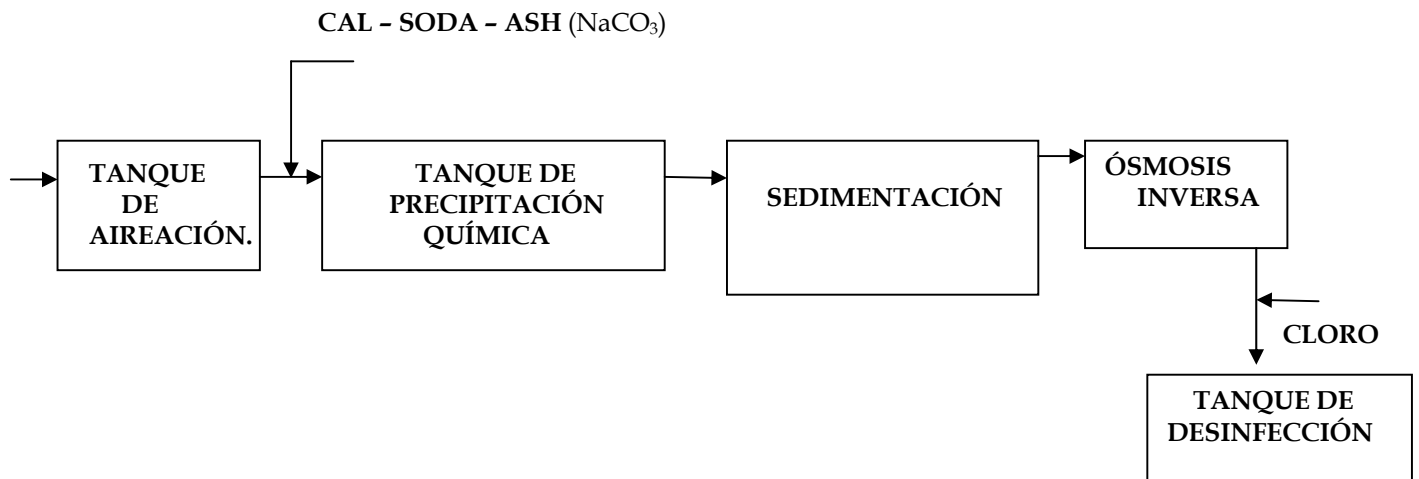 CAL – SODA – ASH (NaCO₃)
TANQUE
DE
AIREACIÓN.
TANQUE DE
PRECIPITACIÓN
QUÍMICA
SEDIMENTACIÓN
ÓSMOSIS
INVERSA
CLORO
TANQUE DE
DESINFECCIÓN